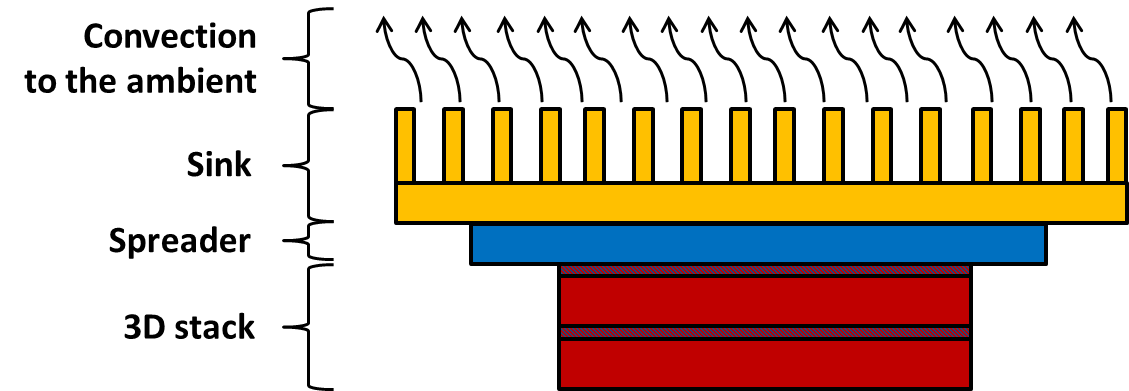 Convection
to the ambient
Sink
Spreader
3D stack